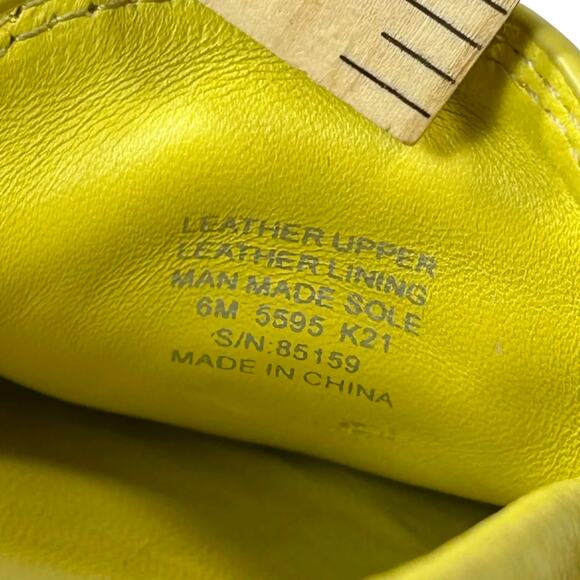 LEATHER UPPER
LEATHER LINING
MAN MADE SOLE
6M 5595 K21
S/N:85159
MADE IN CHINA